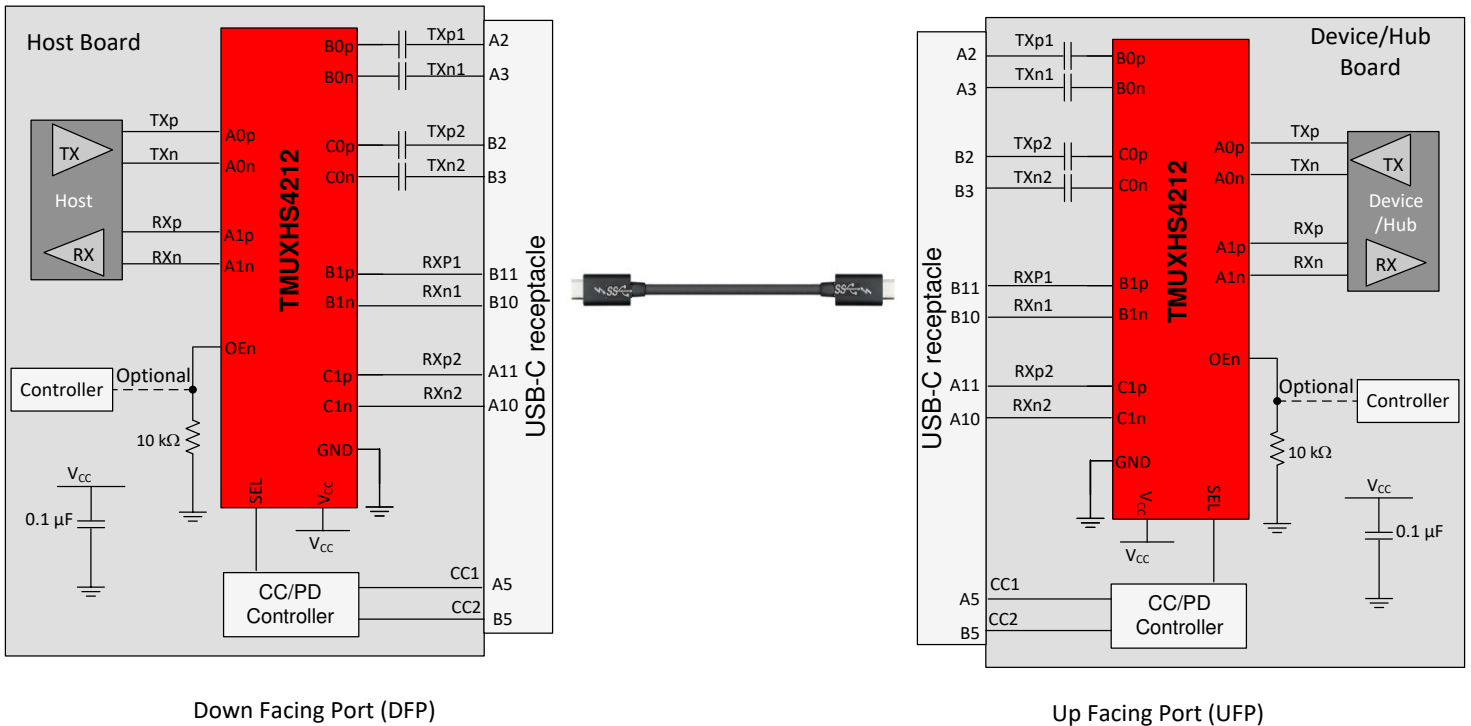 Host Board
TX
Host
RX
TXp
TXn
RXp
RXn
A0p
A0n
A1p
A1n
OEn
TMUXHS4212
B0p
B0n
C0p
C0n
B1p
B1n
C1p
C1n
GND
SEL
VCC
VCC
TXp1
TXn1
TXp2
TXn2
RXP1
RXn1
RXp2
RXn2
A2
A3
B2
B3
B11
B10
A11
A10
USB-C receptacle
Controller
Optional
10 kΩ
VCC
0.1 µF
CC/PD
Controller
CC1
CC2
A5
B5
Down Facing Port (DFP)
SS
SS
Device/Hub
Board
USB-C receptacle
A2
A3
B2
B3
B11
B10
A11
A10
TXp1
TXn1
TXp2
TXn2
RXP1
RXn1
RXp2
RXn2
B0p
B0n
C0p
C0n
B1p
B1n
C1p
C1n
GND
VCC
SEL
VCC
TMUXHS4212
A0p
A0n
A1p
A1n
OEn
TXp
TXn
RXp
RXn
TX
Device
/Hub
RX
Optional
Controller
10 kΩ
VCC
0.1 µF
A5
B5
CC1
CC2
CC/PD
Controller
Up Facing Port (UFP)